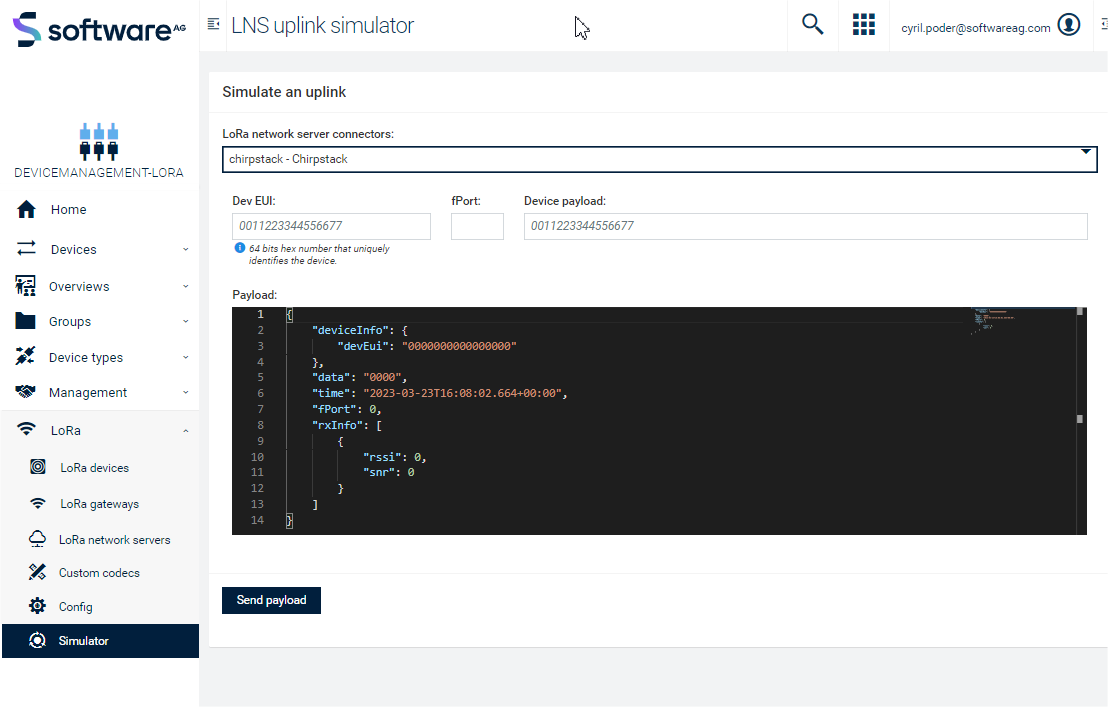 software AG
LNS uplink simulator
cyril.poder@softwareag.com
DEVICEMANAGEMENT-LORA
Home
Devices
Overviews
Groups
Device types
Management
LoRa
LoRa devices
LoRa gateways
LoRa network servers
Custom codecs
Config
Simulator
Simulate an uplink
LoRa network server connectors:
chirpstack - Chirpstack
Dev EUI: fPort: Device payload:
0011223344556677 0011223344556677
64 bits hex number that uniquely
identifies the device.
Payload:
1 {
2 "deviceInfo": {
3 "devEui": "0000000000000000"
4 },
5 "data": "0000",
6 "time": "2023-03-23T16:08:02.664+00:00",
7 "fPort": 0,
8 "rxInfo": [
9 {
10 "rssi": 0,
11 "snr": 0
12 }
13 ]
14 }
Send payload